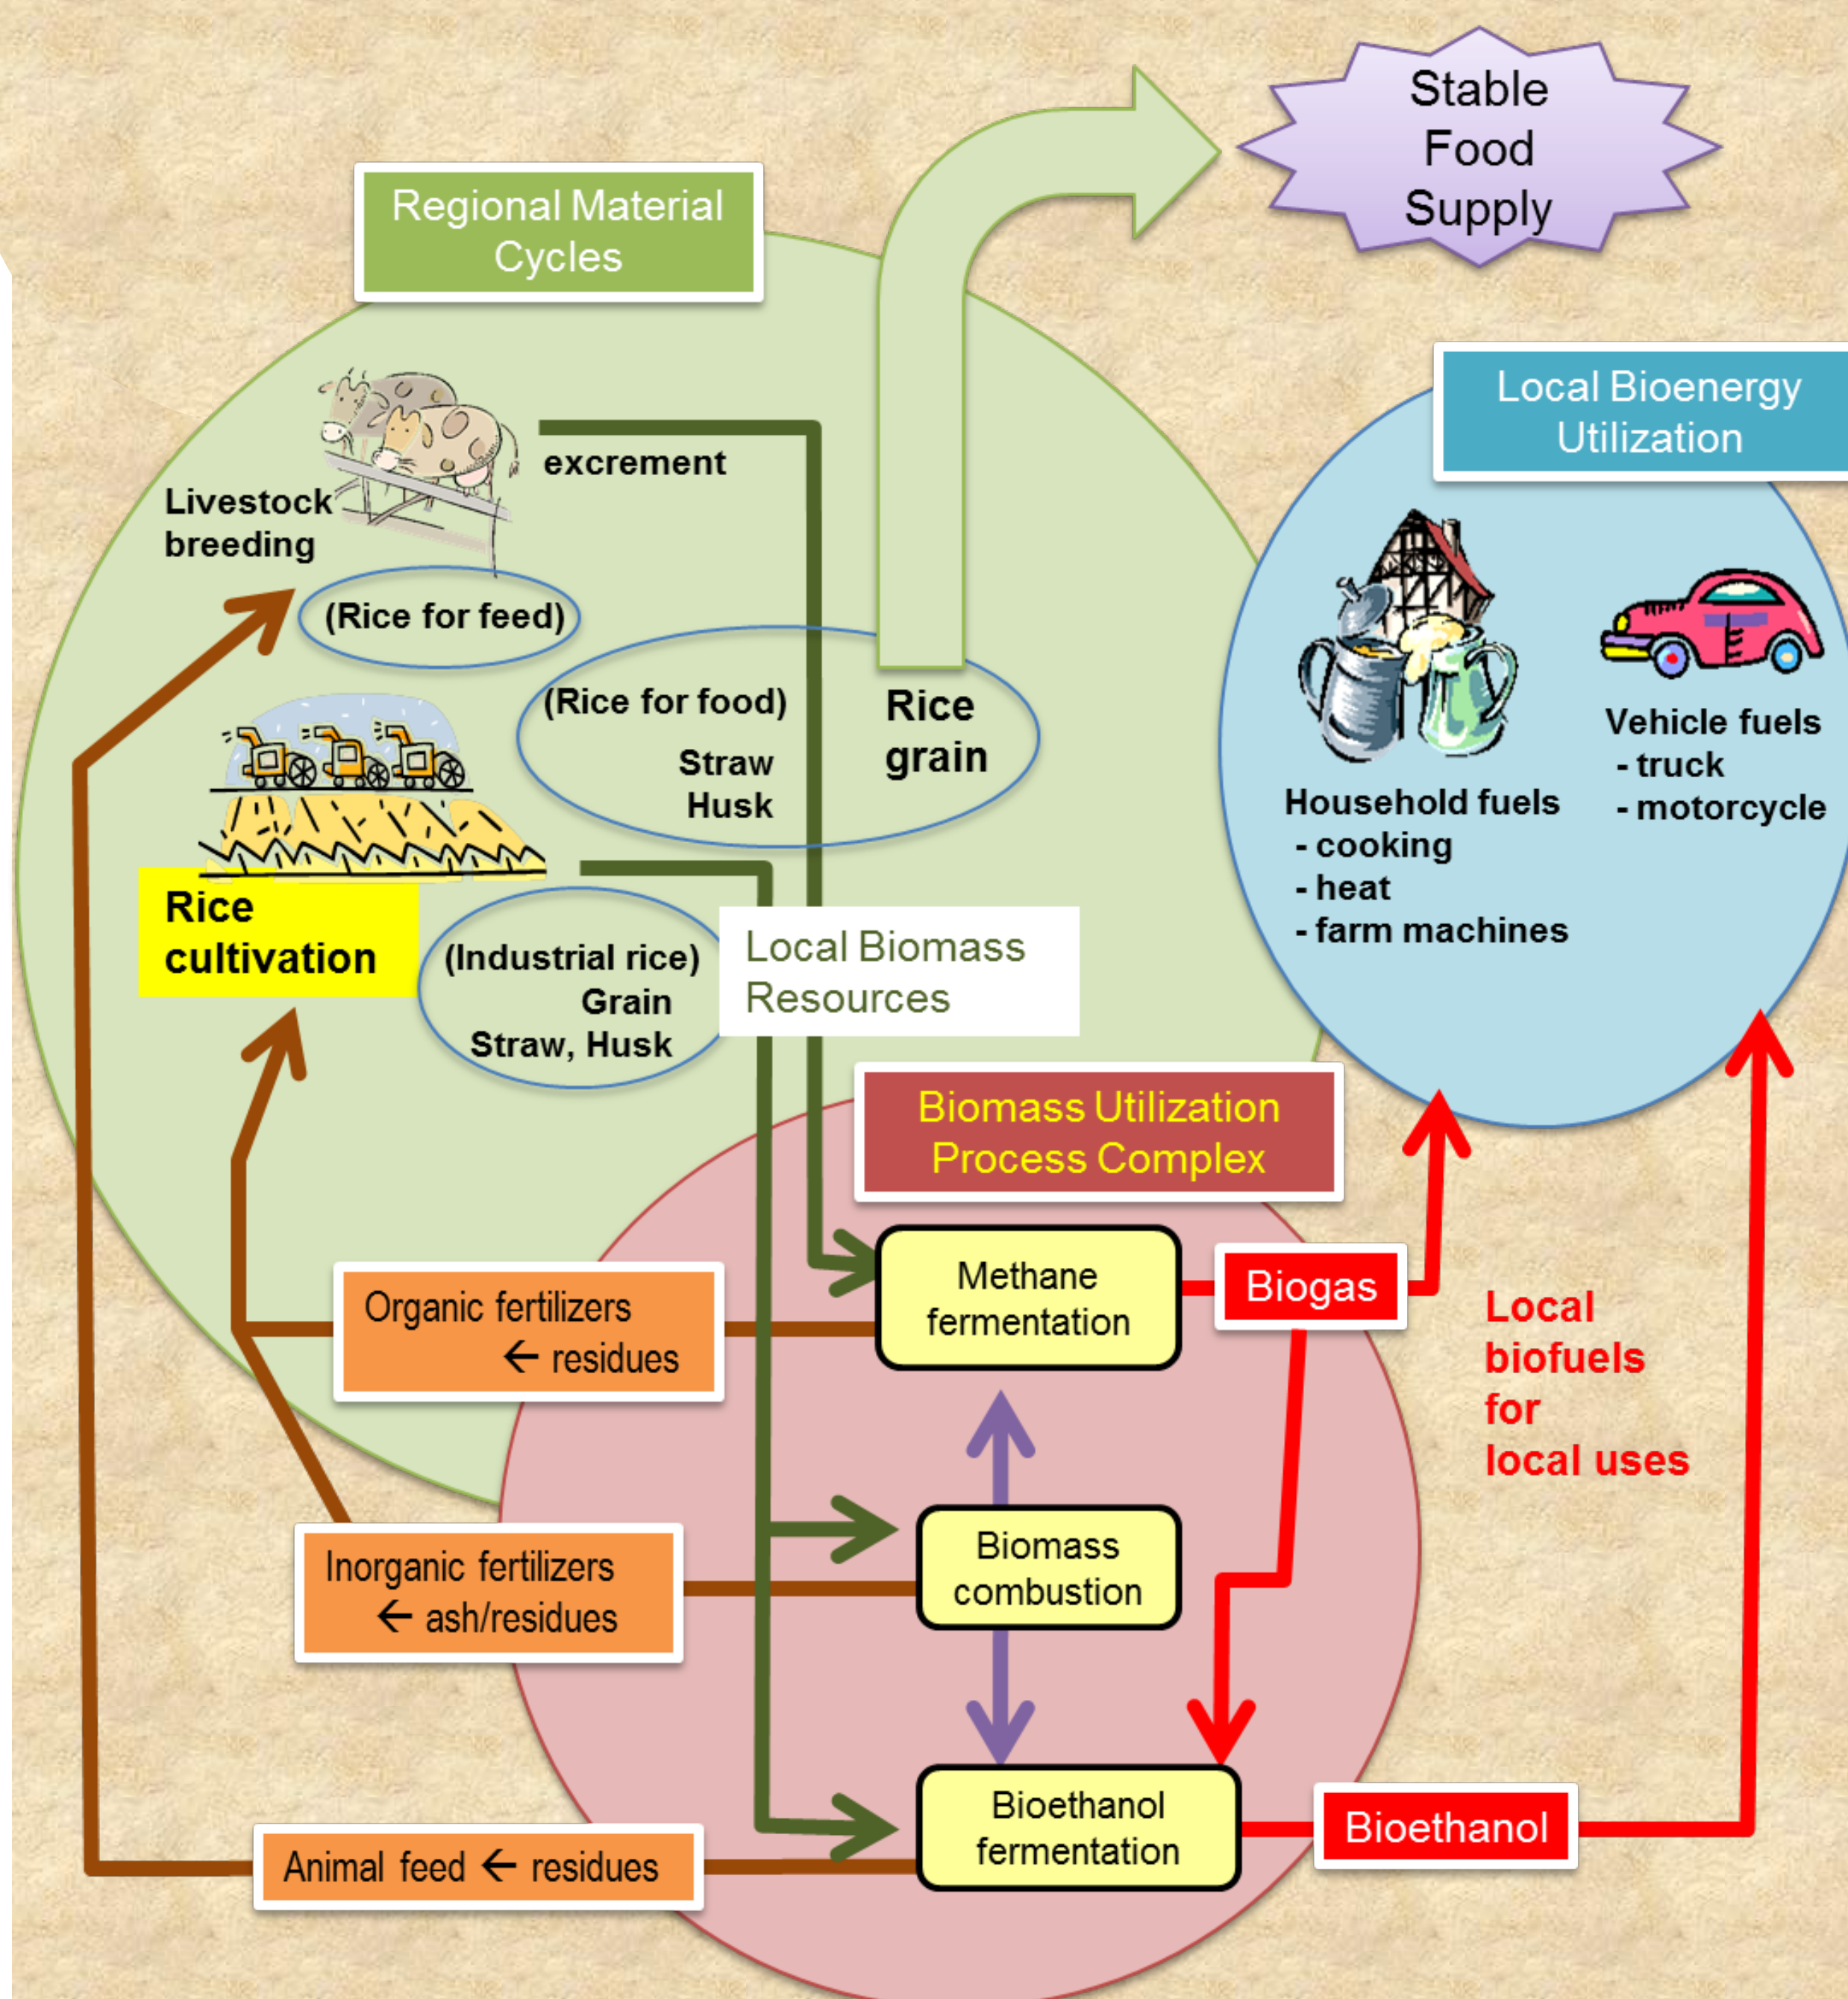 Stable
Food
Supply
Regional Material
Cycles
Local Bioenergy
Utilization
excrement
Livestock
breeding
(Rice for feed)
(Rice for food)
Straw
Husk
Rice
grain
Vehicle fuels
- truck
- motorcycle
Household fuels
- cooking
- heat
- farm machines
Rice
cultivation
(Industrial rice)
Grain
Straw, Husk
Local Biomass
Resources
Biomass Utilization
Process Complex
Methane
fermentation
Biogas
Organic fertilizers
← residues
Local
biofuels
for
local uses
Biomass
combustion
Inorganic fertilizers
← ash/residues
Bioethanol
fermentation
Bioethanol
Animal feed ← residues